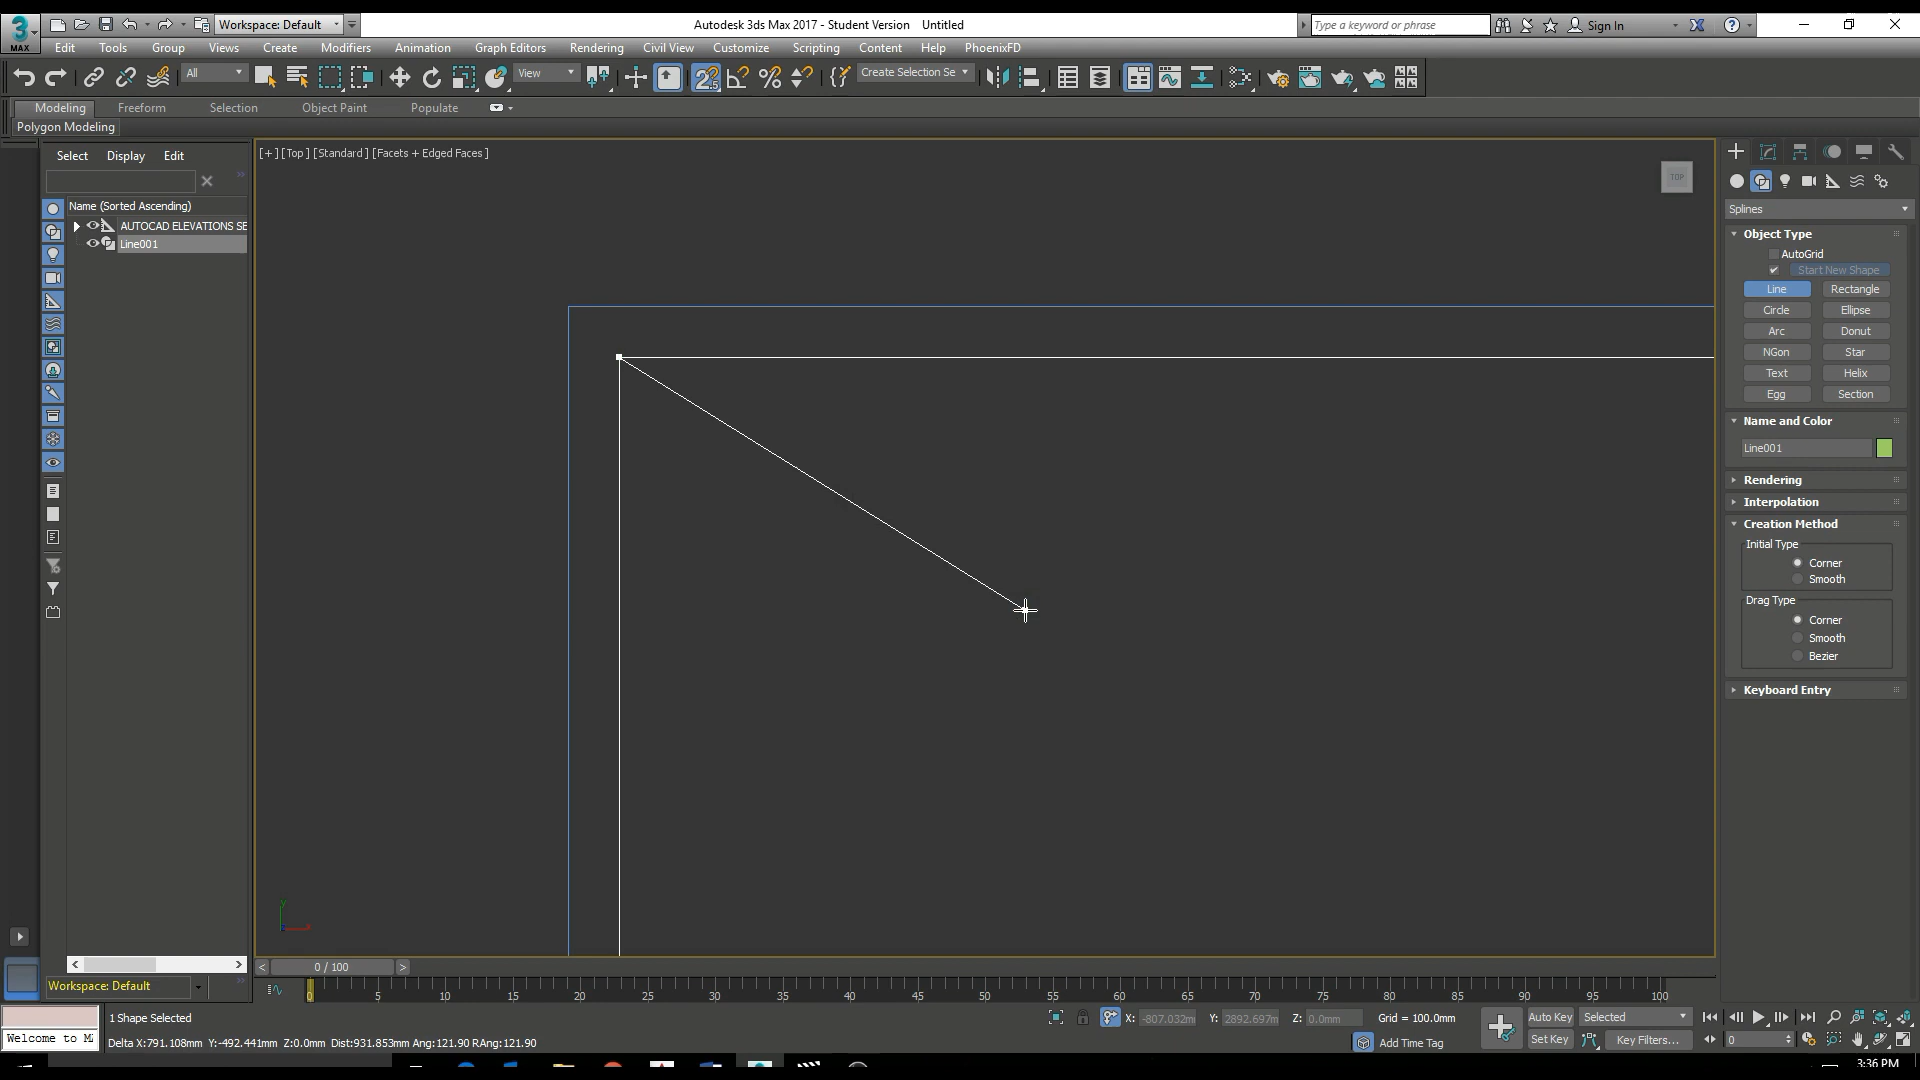 Workspace: Default
Autodesk 3ds Max 2017 - Student Version Untitled
Type a keyword or phrase
Sign In
MAX
Edit Tools Group Views Create Modifiers Animation Graph Editors Rendering Civil View Customize Scripting Content Help PhoenixFD
All
View
Create Selection Se
Modeling Freeform Selection Object Paint Populate
Polygon Modeling
Select Display Edit
[+] [Top] [Standard] [Facets + Edged Faces]
TOP
Name (Sorted Ascending)
AUTOCAD ELEVATIONS SE
Line001
Splines
Object Type
AutoGrid
Start New Shape
Line Rectangle
Circle Ellipse
Arc Donut
NGon Star
Text Helix
Egg Section
Name and Color
Line001
Rendering
Interpolation
Creation Method
Initial Type
Corner
Smooth
Drag Type
Corner
Smooth
Bezier
Keyboard Entry
y
0 / 100
Workspace: Default
0 5 10 15 20 25 30 35 40 45 50 55 60 65 70 75 80 85 90 95 100
1 Shape Selected
X: -807.032m Y: 2892.697m Z: 0.0mm Grid = 100.0mm
Auto Key Selected
Welcome to M
Delta X:791.108mm Y:-492.441mm Z:0.0mm Dist:931.853mm Ang:121.90 RAng:121.90
Add Time Tag
Set Key Key Filters... 0
3:36 PM